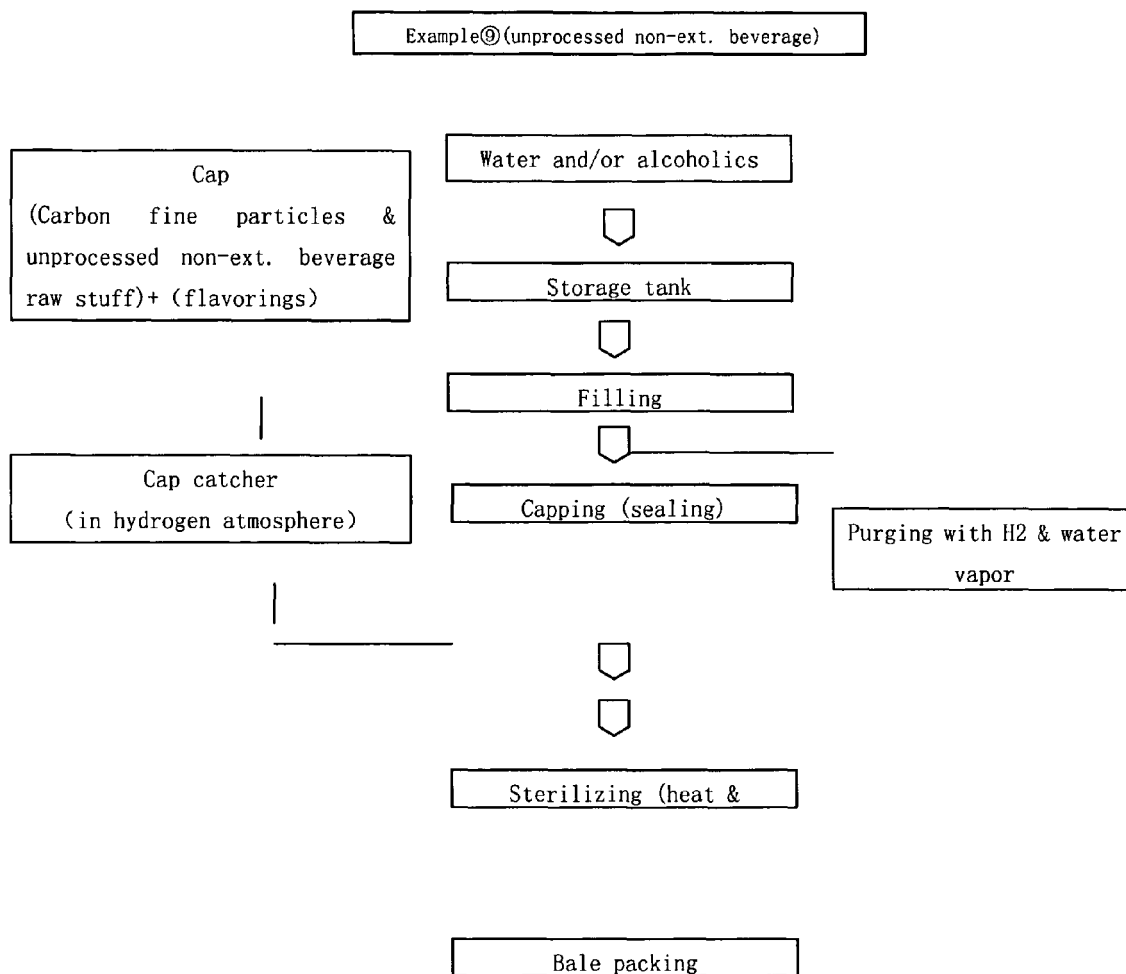 Example⑨(unprocessed non-ext. beverage)
Water and/or alcoholics
Cap
(Carbon fine particles &
unprocessed non-ext. beverage
raw stuff)+ (flavorings)
Storage tank
Filling
Cap catcher
(in hydrogen atmosphere)
Capping (sealing)
Purging with H2 & water
vapor
Sterilizing (heat &
Bale packing